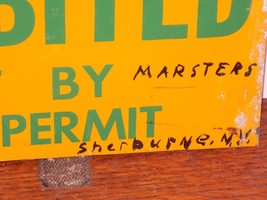 BITED
BY MARSTERS
PERMIT
Sherburne, N.Y.